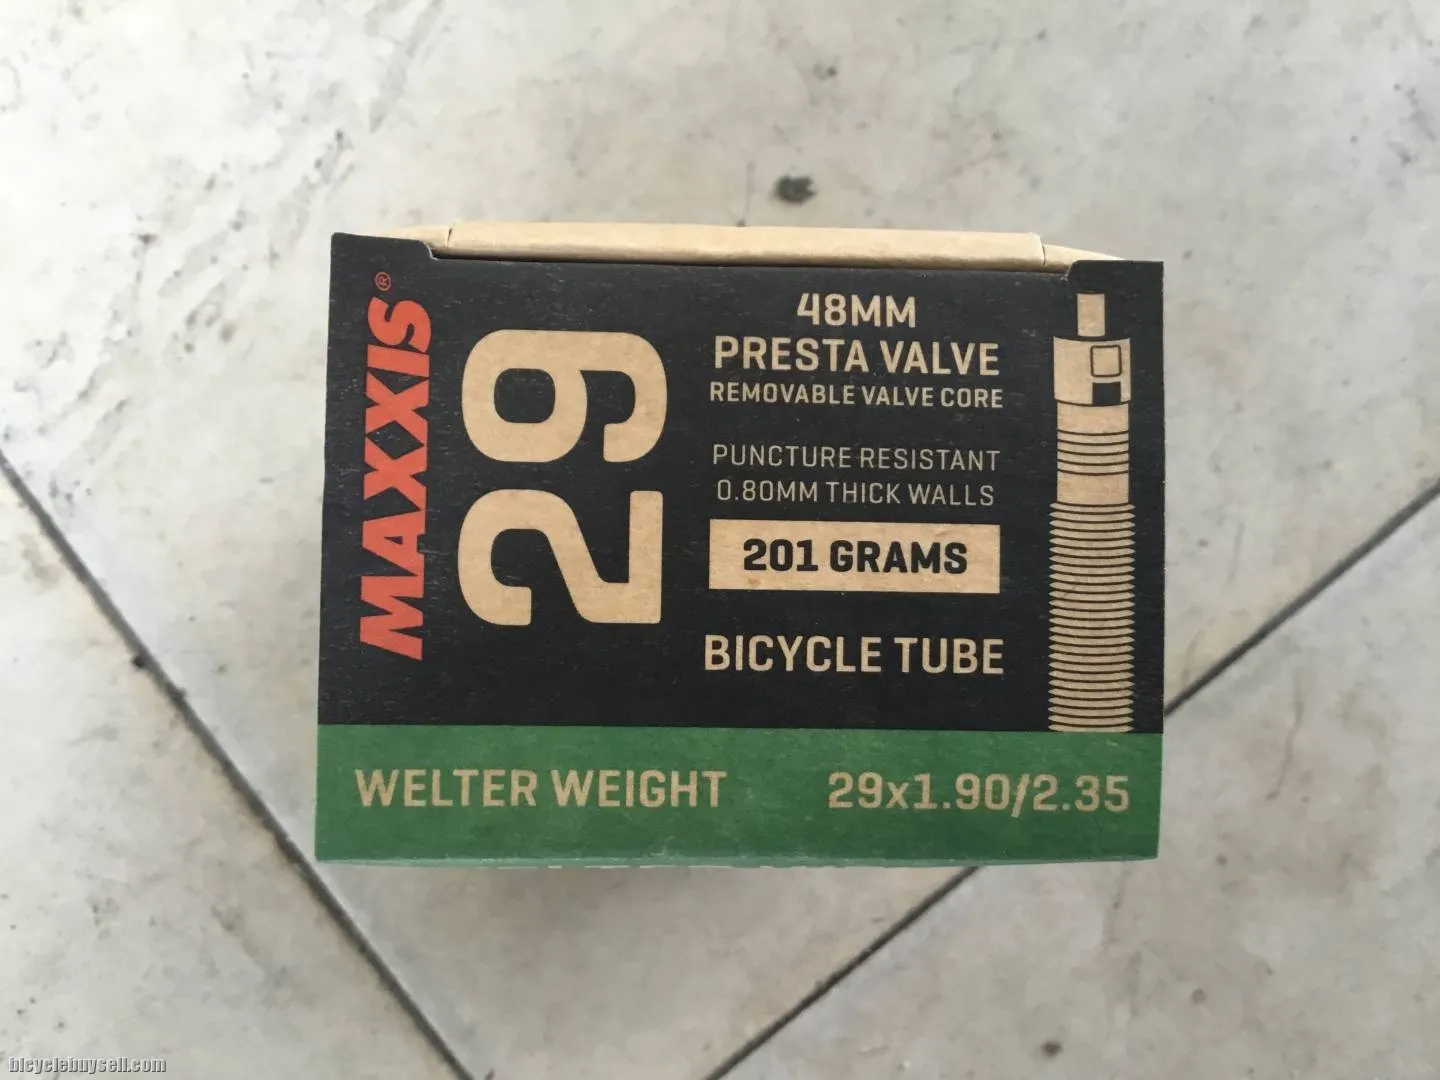 MAXXIS®
29
48MM
PRESTA VALVE
REMOVABLE VALVE CORE
PUNCTURE RESISTANT
0.80MM THICK WALLS
201 GRAMS
BICYCLE TUBE
WELTER WEIGHT
29x1.90/2.35
bicyclebuysell.com